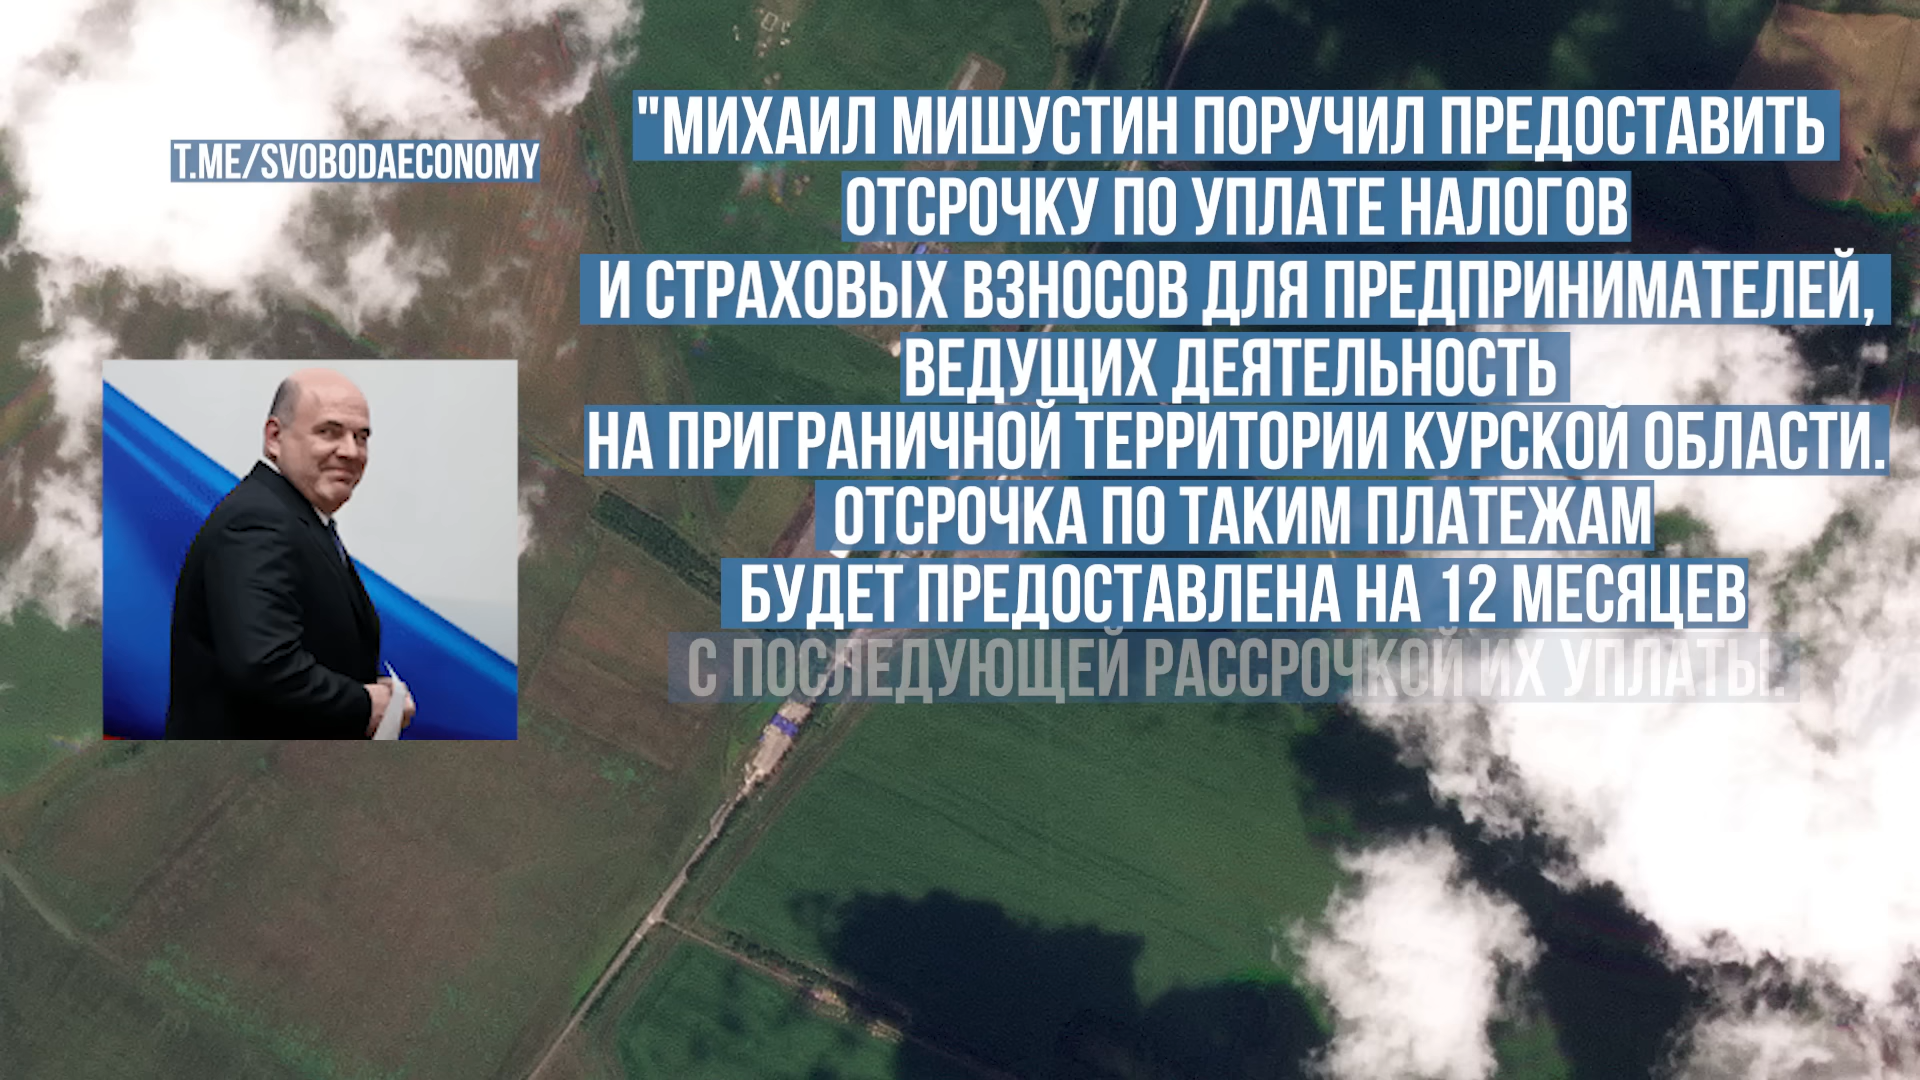 T.ME/SVOBODAECONOMY
"МИХАИЛ МИШУСТИН ПОРУЧИЛ ПРЕДОСТАВИТЬ
ОТСРОЧКУ ПО УПЛАТЕ НАЛОГОВ
И СТРАХОВЫХ ВЗНОСОВ ДЛЯ ПРЕДПРИНИМАТЕЛЕЙ,
ВЕДУЩИХ ДЕЯТЕЛЬНОСТЬ
НА ПРИГРАНИЧНОЙ ТЕРРИТОРИИ КУРСКОЙ ОБЛАСТИ.
ОТСРОЧКА ПО ТАКИМ ПЛАТЕЖАМ
БУДЕТ ПРЕДОСТАВЛЕНА НА 12 МЕСЯЦЕВ
С ПОСЛЕДУЮЩЕЙ РАССРОЧКОЙ ИХ УПЛАТЫ.